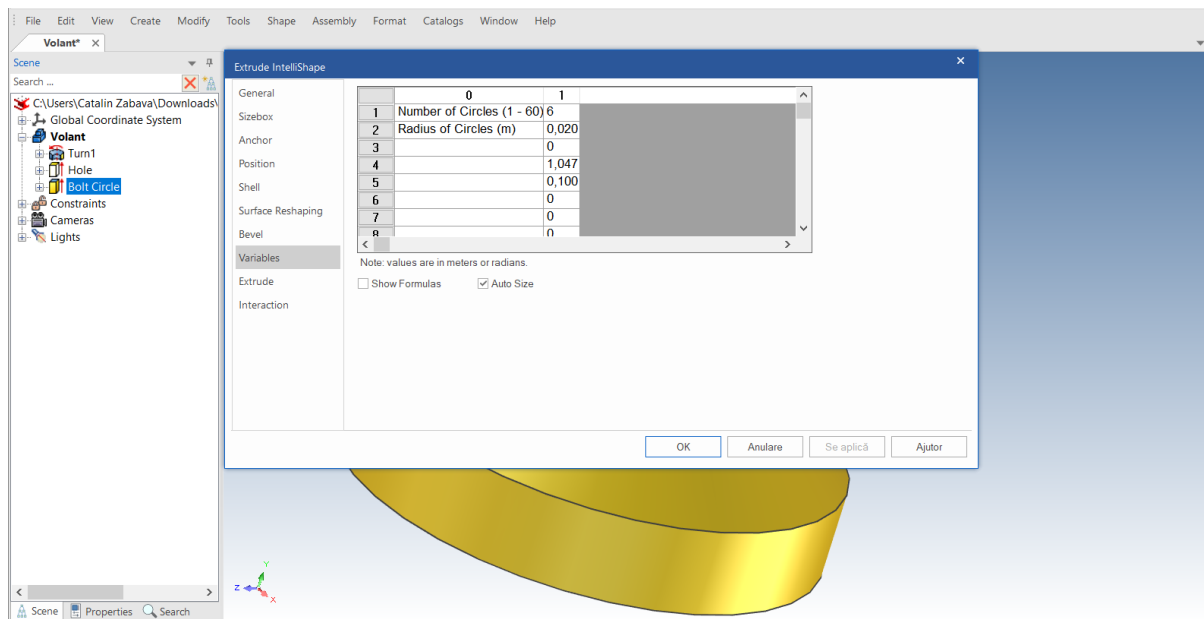 File Edit View Create Modify Tools Shape Assembly Format Catalogs Window Help
Volant*
Scene
Search ...
C:\Users\Catalin Zabava\Downloads\
Global Coordinate System
Volant
Turn1
Hole
Bolt Circle
Constraints
Cameras
Lights
Scene Properties Search
Extrude IntelliShape
General
Sizebox
Anchor
Position
Shell
Surface Reshaping
Bevel
Variables
Extrude
Interaction
0 1
1 Number of Circles (1 - 60) 6
2 Radius of Circles (m) 0,020
3 0
4 1,047
5 0,100
6 0
7 0
8 0
Note: values are in meters or radians.
Show Formulas Auto Size
OK Anulare Se aplică Ajutor
Y
Z
X